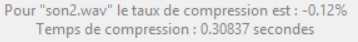 Pour "son2.wav" le taux de compression est : -0.12%
Temps de compression : 0.30837 secondes